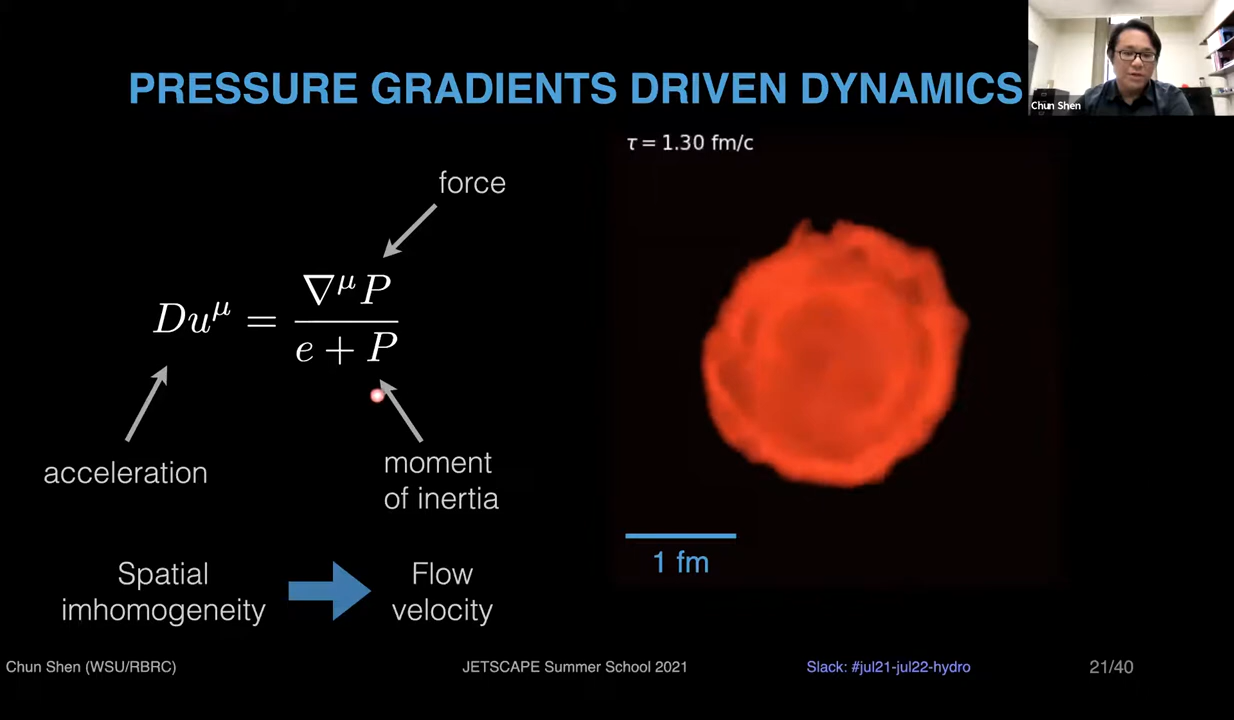 PRESSURE GRADIENTS DRIVEN DYNAMICS
Chun Shen
τ = 1.30 fm/c
force
Du^μ = ∇^μ P / (e + P)
acceleration
moment
of inertia
1 fm
Spatial
imhomogeneity
Flow
velocity
Chun Shen (WSU/RBRC)
JETSCAPE Summer School 2021
Slack: #jul21-jul22-hydro
21/40